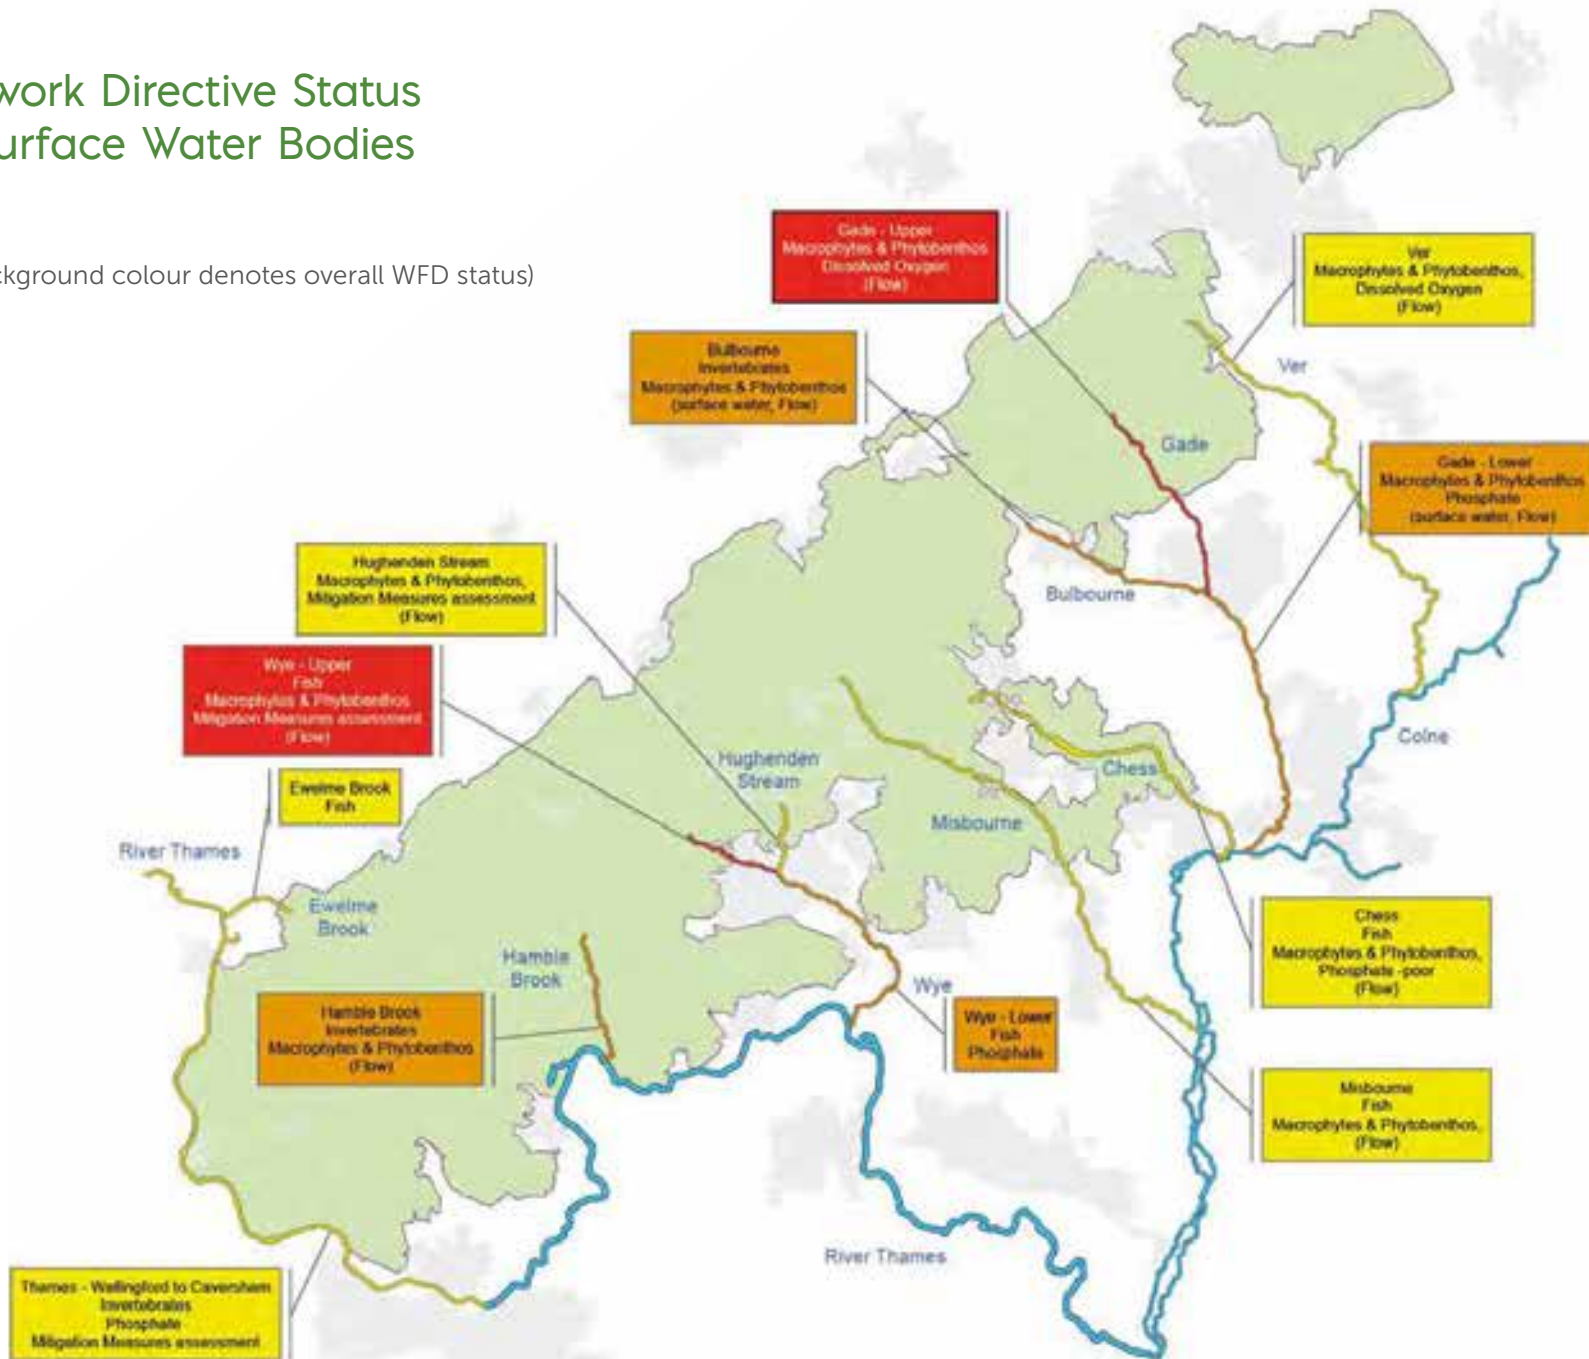 work Directive Status
urface Water Bodies
ckground colour denotes overall WFD status)
Gade - Upper
Macrophytes & Phytobenthos
Dissolved Oxygen
(Flow)
Ver
Macrophytes & Phytobenthos,
Dissolved Oxygen
(Flow)
Bulbourne
Invertebrates
Macrophytes & Phytobenthos
(surface water, Flow)
Ver
Gade
Gade - Lower
Macrophytes & Phytobenthos
Phosphate
(surface water, Flow)
Hughenden Stream
Macrophytes & Phytobenthos,
Mitigation Measures assessment
(Flow)
Bulbourne
Wye - Upper
Fish
Macrophytes & Phytobenthos
Mitigation Measures assessment
(Flow)
Colne
Hughenden
Stream
Chess
Ewelme Brook
Fish
Misbourne
River Thames
Ewelme
Brook
Chess
Fish
Macrophytes & Phytobenthos,
Phosphate -poor
(Flow)
Hamble
Brook
Wye
Hamble Brook
Invertebrates
Macrophytes & Phytobenthos
(Flow)
Wye - Lower
Fish
Phosphate
Misbourne
Fish
Macrophytes & Phytobenthos,
(Flow)
River Thames
Thames - Wallingford to Caversham
Invertebrates
Phosphate
Mitigation Measures assessment